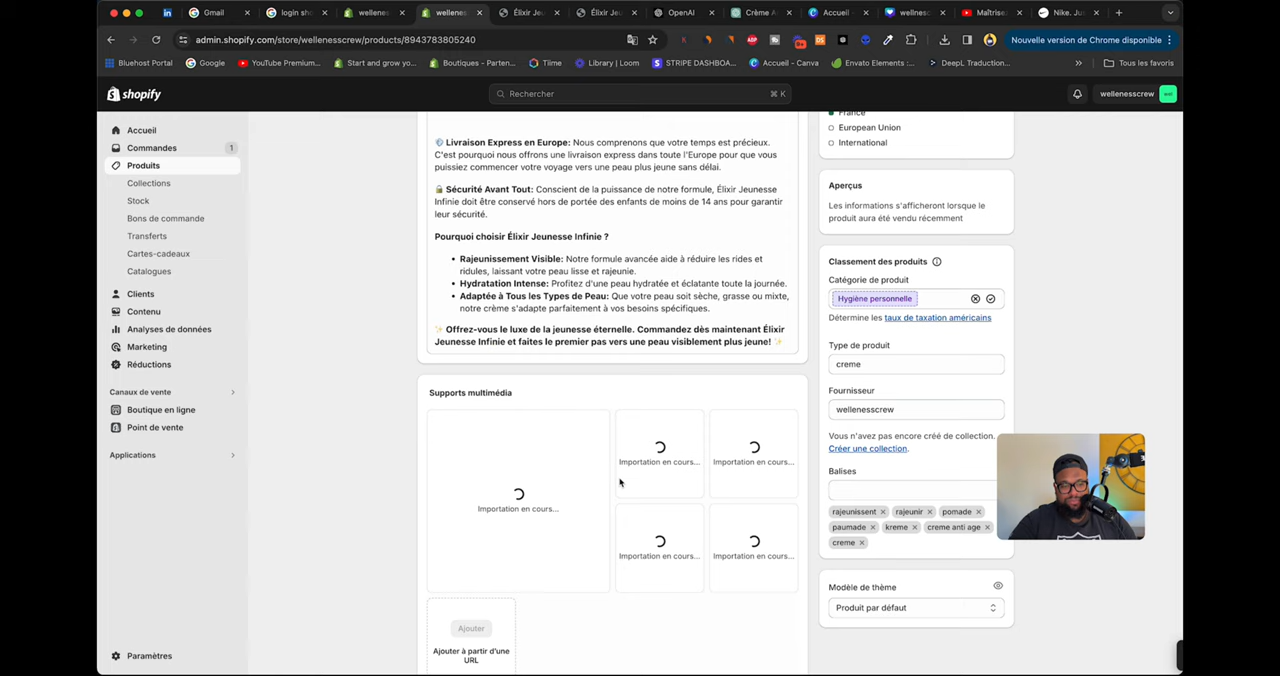 Gmail
login sho
wellenes
wellenes
Élixir Jeu
Élixir Jeu
OpenAI
Crème A
Accueil -
wellnesc
Maîtrise
Nike. Jus
admin.shopify.com/store/wellenesscrew/products/8943783805240
Nouvelle version de Chrome disponible
Bluehost Portal
Google
YouTube Premium...
Start and grow yo...
Boutiques - Parten...
Tiime
Library | Loom
STRIPE DASHBOA...
Accueil - Canva
Envato Elements :...
DeepL Traduction...
Tous les favoris
shopify
Rechercher
⌘ K
wellenesscrew
Accueil
Commandes
1
Produits
Collections
Stock
Bons de commande
Transferts
Cartes-cadeaux
Catalogues
Clients
Contenu
Analyses de données
Marketing
Réductions
Canaux de vente
Boutique en ligne
Point de vente
Applications
Paramètres
🛡️ Livraison Express en Europe: Nous comprenons que votre temps est précieux.
C'est pourquoi nous offrons une livraison express dans toute l'Europe pour que vous
puissiez commencer votre voyage vers une peau plus jeune sans délai.
🔒 Sécurité Avant Tout: Conscient de la puissance de notre formule, Élixir Jeunesse
Infinie doit être conservé hors de portée des enfants de moins de 14 ans pour garantir
leur sécurité.
Pourquoi choisir Élixir Jeunesse Infinie ?
• Rajeunissement Visible: Notre formule avancée aide à réduire les rides et
ridules, laissant votre peau lisse et rajeunie.
• Hydratation Intense: Profitez d'une peau hydratée et éclatante toute la journée.
• Adaptée à Tous les Types de Peau: Que votre peau soit sèche, grasse ou mixte,
notre crème s'adapte parfaitement à vos besoins spécifiques.
✨ Offrez-vous le luxe de la jeunesse éternelle. Commandez dès maintenant Élixir
Jeunesse Infinie et faites le premier pas vers une peau visiblement plus jeune! ✨
Supports multimédia
Importation en cours...
Importation en cours...
Importation en cours...
Importation en cours...
Importation en cours...
Ajouter
Ajouter à partir d'une
URL
France
European Union
International
Aperçus
Les informations s'afficheront lorsque le
produit aura été vendu récemment
Classement des produits
Catégorie de produit
Hygiène personnelle
Détermine les taux de taxation américains
Type de produit
creme
Fournisseur
wellenesscrew
Vous n'avez pas encore créé de collection.
Créer une collection.
Balises
rajeunissent
rajeunir
pomade
paumade
kreme
creme anti age
creme
Modèle de thème
Produit par défaut